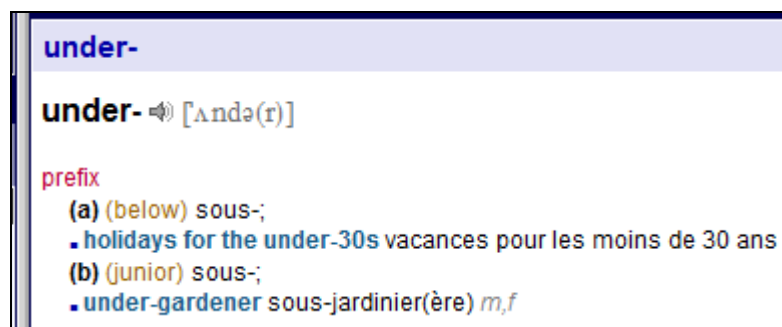 under-
under- [ˈʌndə(r)]
prefix
(a) (below) sous-;
. holidays for the under-30s vacances pour les moins de 30 ans
(b) (junior) sous-;
. under-gardener sous-jardinier(ère) m,f